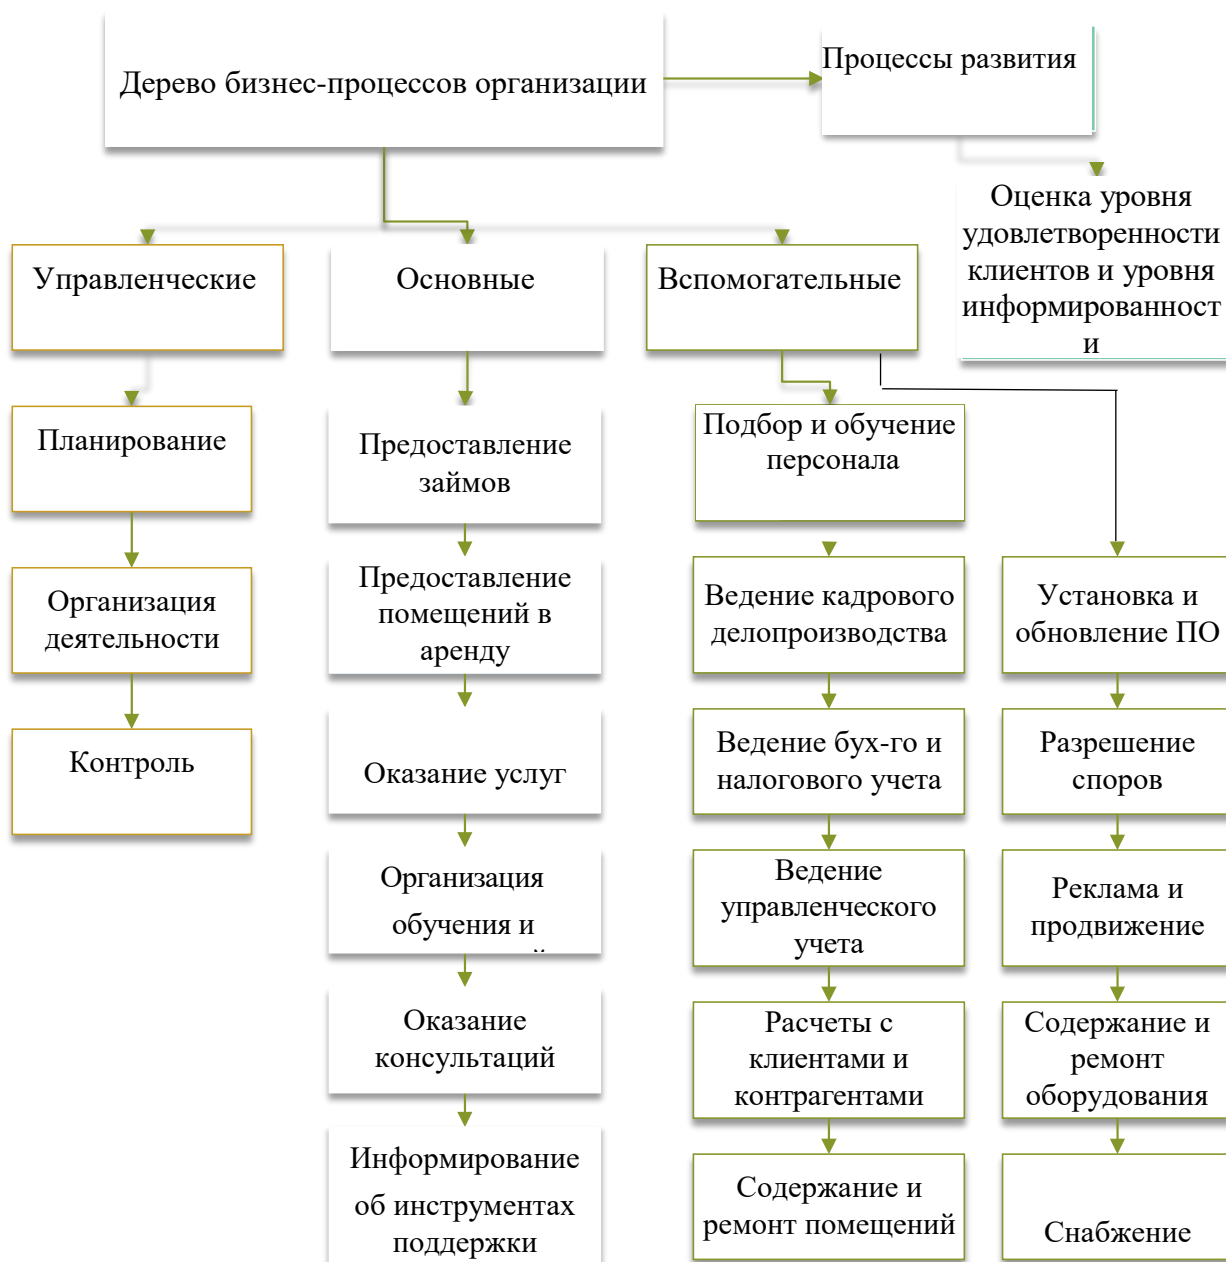 Дерево бизнес-процессов организации
Процессы развития
Оценка уровня
удовлетворенности
клиентов и уровня
информированност
и
Управленческие
Основные
Вспомогательные
Планирование
Организация
деятельности
Контроль
Предоставление
займов
Предоставление
помещений в
аренду
Оказание услуг
Организация
обучения и
Оказание
консультаций
Информирование
об инструментах
поддержки
Подбор и обучение
персонала
Ведение кадрового
делопроизводства
Ведение бух-го и
налогового учета
Ведение
управленческого
учета
Расчеты с
клиентами и
контрагентами
Содержание и
ремонт помещений
Установка и
обновление ПО
Разрешение
споров
Реклама и
продвижение
Содержание и
ремонт
оборудования
Снабжение